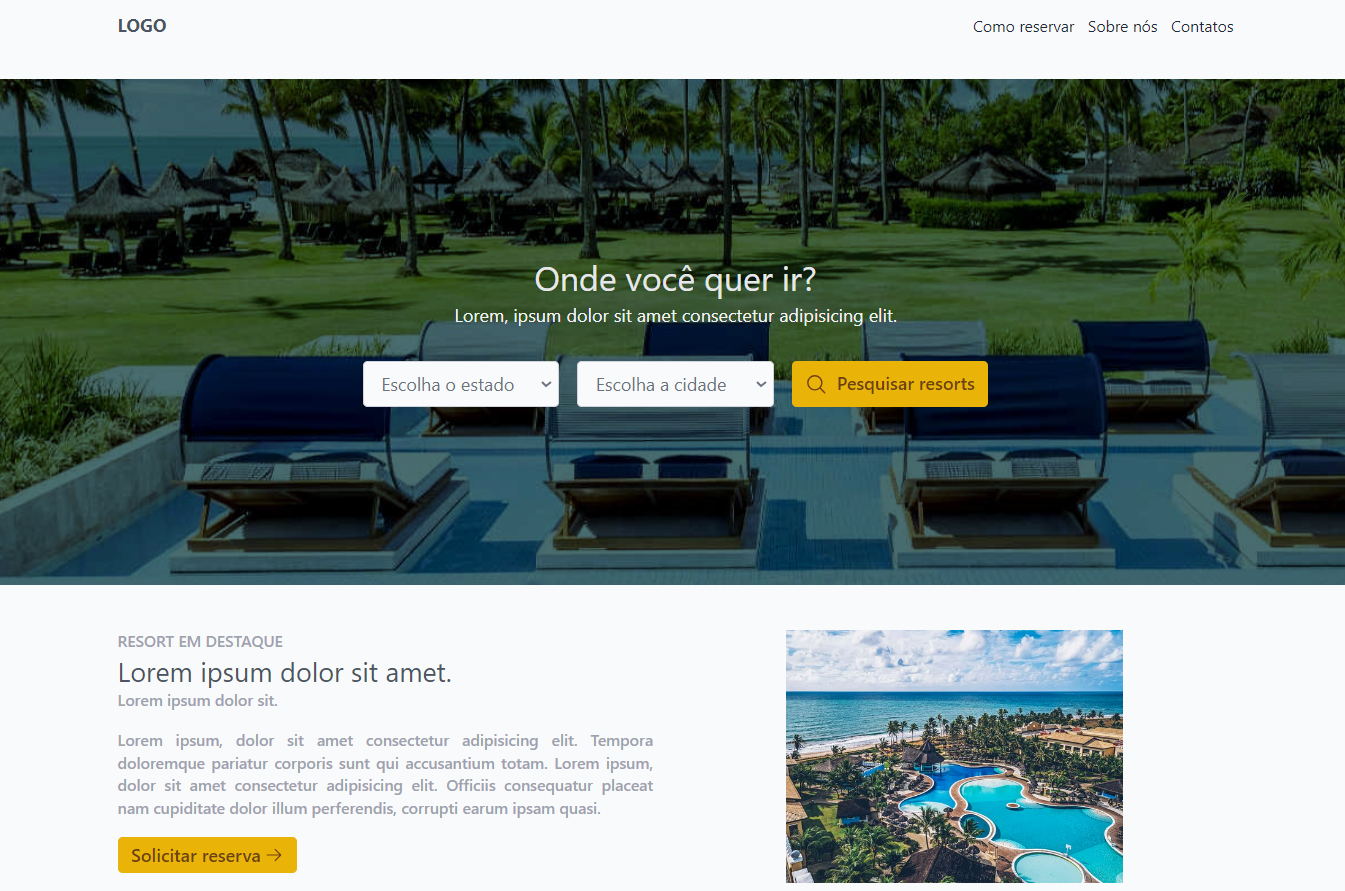 LOGO
Como reservar Sobre nós Contatos
Onde você quer ir?
Lorem, ipsum dolor sit amet consectetur adipisicing elit.
Escolha o estado Escolha a cidade Pesquisar resorts
RESORT EM DESTAQUE
Lorem ipsum dolor sit amet.
Lorem ipsum dolor sit.
Lorem ipsum, dolor sit amet consectetur adipisicing elit. Tempora
doloremque pariatur corporis sunt qui accusantium totam. Lorem ipsum,
dolor sit amet consectetur adipisicing elit. Officiis consequatur placeat
nam cupiditate dolor illum perferendis, corrupti earum ipsam quasi.
Solicitar reserva →